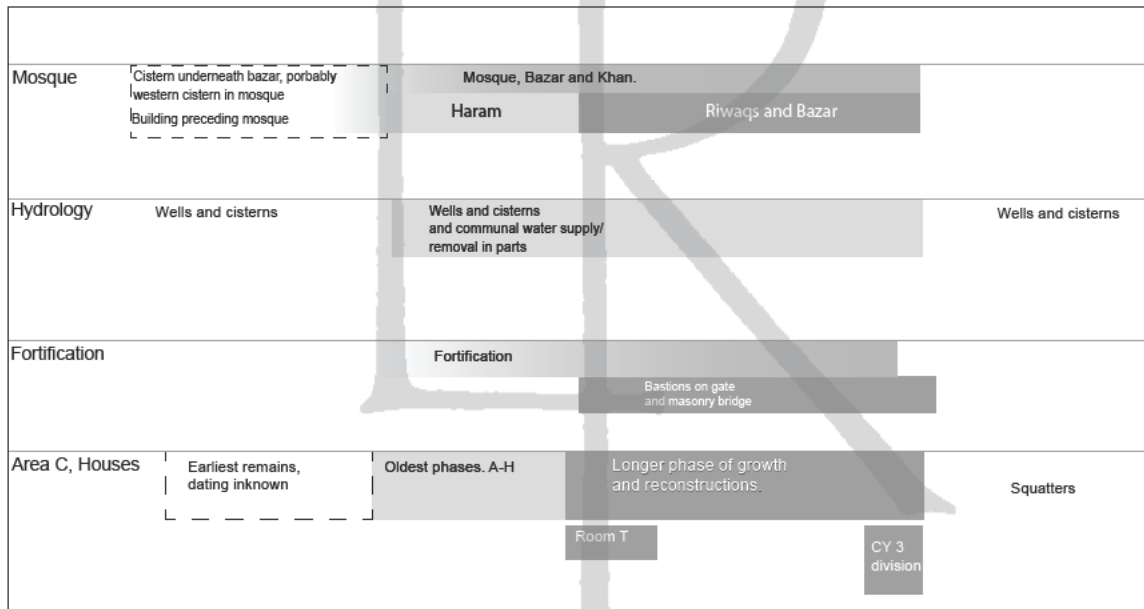 Mosque
Cistern underneath bazar, porbably
western cistern in mosque
Building preceding mosque
Mosque, Bazar and Khan.
Haram
Riwaqs and Bazar
Hydrology
Wells and cisterns
Wells and cisterns
and communal water supply/
removal in parts
Wells and cisterns
Fortification
Fortification
Bastions on gate
and masonry bridge
Area C, Houses
Earliest remains,
dating inknown
Oldest phases. A-H
Longer phase of growth
and reconstructions.
Squatters
Room T
CY 3
division